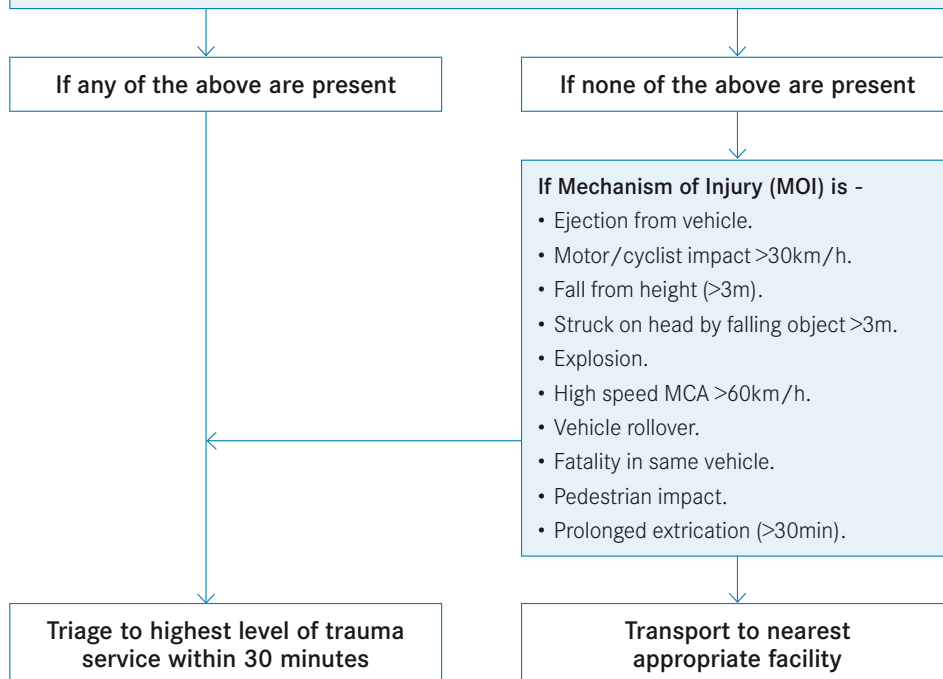 If any of the above are present
If none of the above are present
If Mechanism of Injury (MOI) is -
• Ejection from vehicle.
• Motor/cyclist impact >30km/h.
• Fall from height (>3m).
• Struck on head by falling object >3m.
• Explosion.
• High speed MCA >60km/h.
• Vehicle rollover.
• Fatality in same vehicle.
• Pedestrian impact.
• Prolonged extrication (>30min).
Triage to highest level of trauma
service within 30 minutes
Transport to nearest
appropriate facility